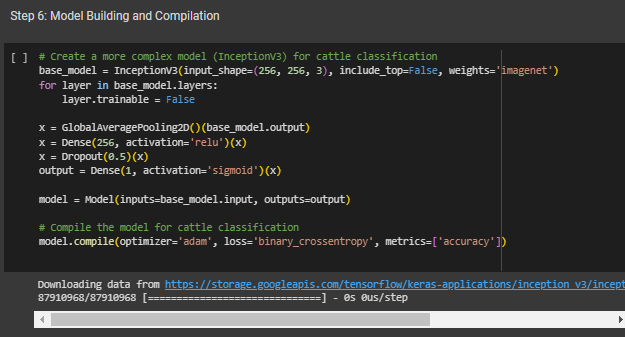 Step 6: Model Building and Compilation
[ ] # Create a more complex model (InceptionV3) for cattle classification
base_model = InceptionV3(input_shape=(256, 256, 3), include_top=False, weights='imagenet')
for layer in base_model.layers:
    layer.trainable = False

x = GlobalAveragePooling2D()(base_model.output)
x = Dense(256, activation='relu')(x)
x = Dropout(0.5)(x)
output = Dense(1, activation='sigmoid')(x)

model = Model(inputs=base_model.input, outputs=output)

# Compile the model for cattle classification
model.compile(optimizer='adam', loss='binary_crossentropy', metrics=['accuracy'])
Downloading data from https://storage.googleapis.com/tensorflow/keras-applications/inception_v3/incept
87910968/87910968 [==============================] - 0s 0us/step